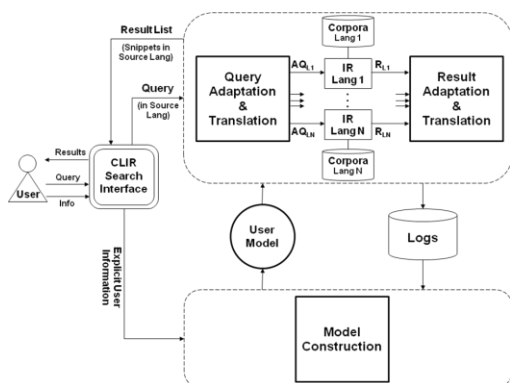 Result List
(Snippets in
Source Lang)
Query
(in Source
Lang)
Query
Adaptation
&
Translation
AQL1
Corpora
Lang 1
IR
Lang 1
RL1
AQLN
IR
Lang N
RLN
Corpora
Lang N
Result
Adaptation
&
Translation
Results
Query
Info
User
CLIR
Search
Interface
Explicit User
Information
User
Model
Logs
Model
Construction